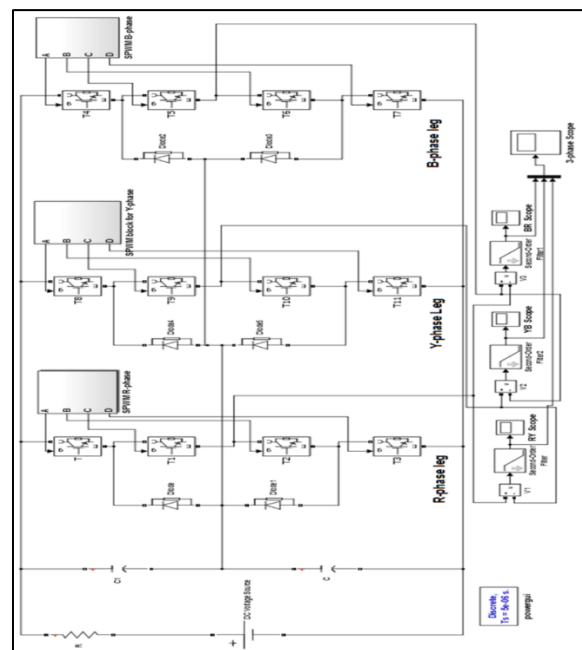 SPWM B-phase
A
B
C
D
T4
T5
T6
T7
Diode2
Diode3
B-phase leg
SPWM block for Y-phase
A
B
C
D
T8
T9
T10
T11
Diode4
Diode5
Y-phase Leg
SPWM R-phase
A
B
C
D
T
T1
T2
T3
Diode
Diode1
R-phase leg
C1
C
DC Voltage Source
3-phase Scope
BR Scope
Second-Order
Filter1
YB Scope
Second-Order
Filter2
V2
RY Scope
Second-Order
Filter
V1
Discrete,
Ts = 5e-06 s.
powergui